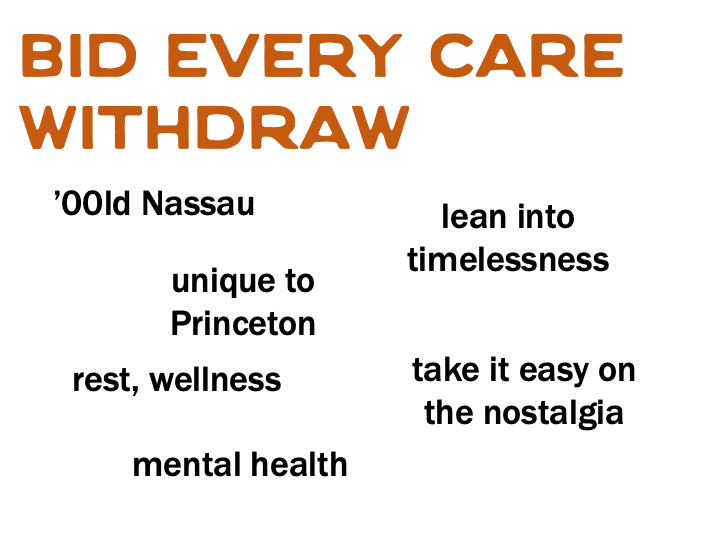 BID EVERY CARE
WITHDRAW
’00ld Nassau
lean into
timelessness
unique to
Princeton
rest, wellness
take it easy on
the nostalgia
mental health